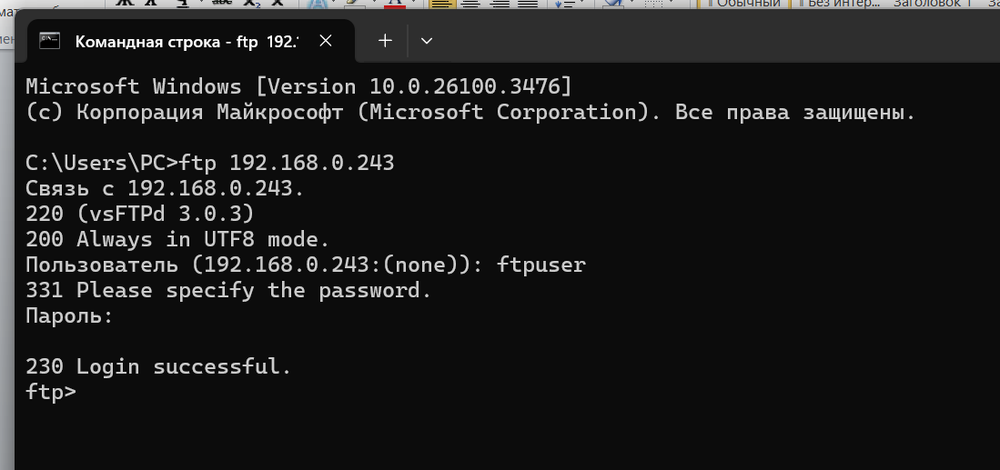 Обычный
Без интер...
Командная строка - ftp 192.
Microsoft Windows [Version 10.0.26100.3476]
(c) Корпорация Майкрософт (Microsoft Corporation). Все права защищены.
C:\Users\PC>ftp 192.168.0.243
Связь с 192.168.0.243.
220 (vsFTPd 3.0.3)
200 Always in UTF8 mode.
Пользователь (192.168.0.243:(none)): ftpuser
331 Please specify the password.
Пароль:
230 Login successful.
ftp>